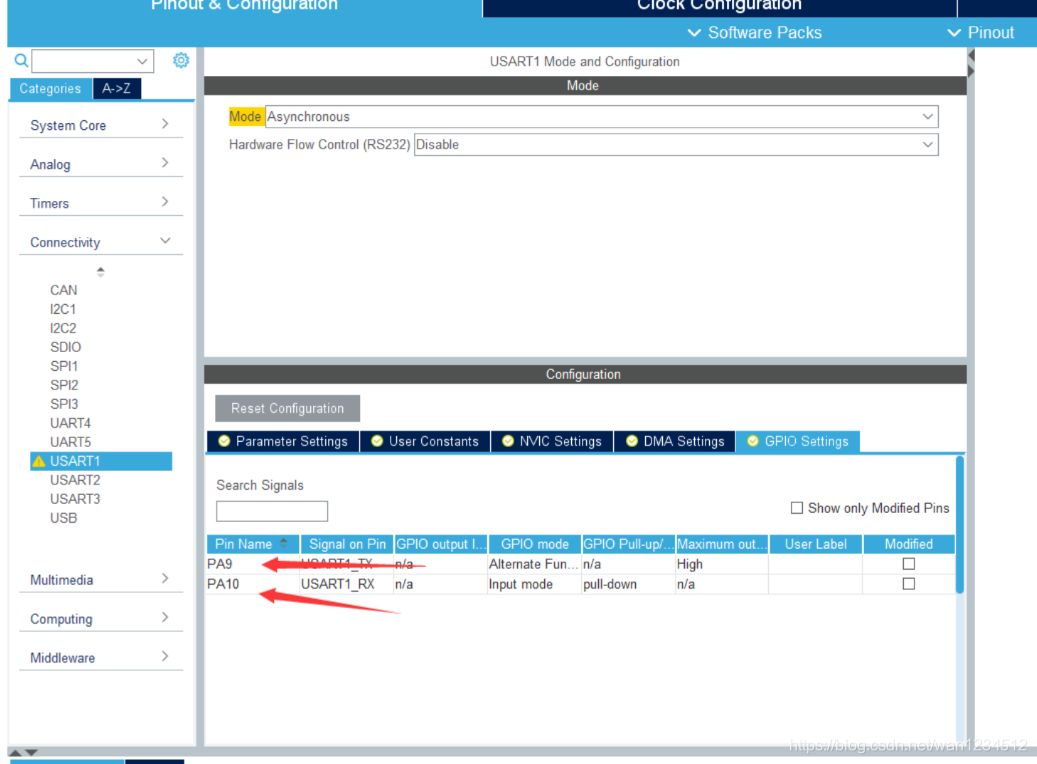 Pinout & Configuration
Clock Configuration
Software Packs
Pinout
Categories
A->Z
System Core
Analog
Timers
Connectivity
CAN
I2C1
I2C2
SDIO
SPI1
SPI2
SPI3
UART4
UART5
USART1
USART2
USART3
USB
Multimedia
Computing
Middleware
USART1 Mode and Configuration
Mode
Mode Asynchronous
Hardware Flow Control (RS232) Disable
Configuration
Reset Configuration
Parameter Settings
User Constants
NVIC Settings
DMA Settings
GPIO Settings
Search Signals
Show only Modified Pins
Pin Name Signal on Pin GPIO output l... GPIO mode GPIO Pull-up/... Maximum out... User Label Modified
PA9 USART1_TX n/a Alternate Fun... n/a High
PA10 USART1_RX n/a Input mode pull-down n/a
https://blog.csdn.net/wan1234512